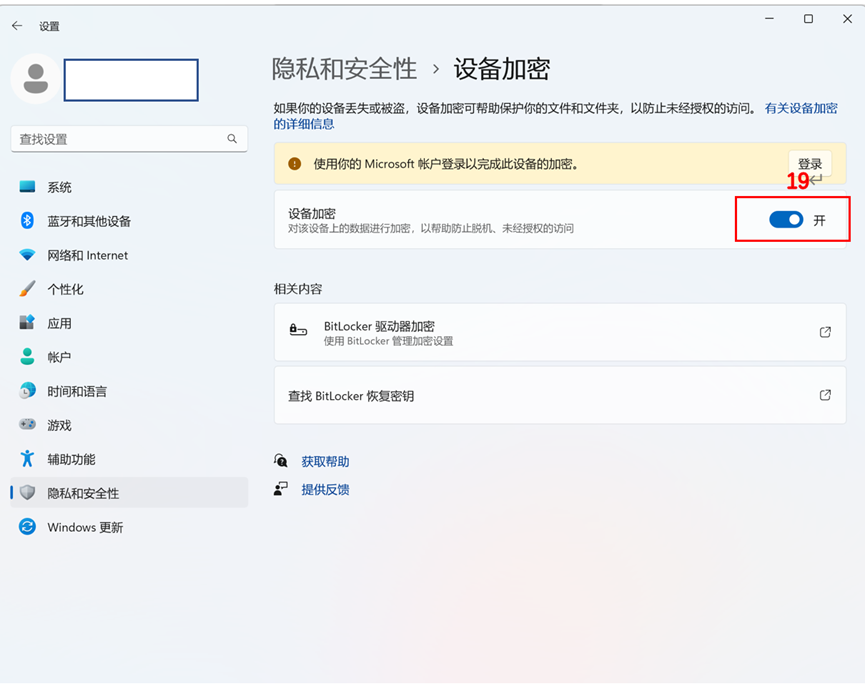 设置
查找设置
系统
蓝牙和其他设备
网络和 Internet
个性化
应用
帐户
时间和语言
游戏
辅助功能
隐私和安全性
Windows 更新
隐私和安全性 › 设备加密
如果你的设备丢失或被盗，设备加密可帮助保护你的文件和文件夹，以防止未经授权的访问。 有关设备加密
的详细信息
使用你的 Microsoft 帐户登录以完成此设备的加密。
登录
19↵
设备加密
对该设备上的数据进行加密，以帮助防止脱机、未经授权的访问
开
相关内容
BitLocker 驱动器加密
使用 BitLocker 管理加密设置
查找 BitLocker 恢复密钥
获取帮助
提供反馈